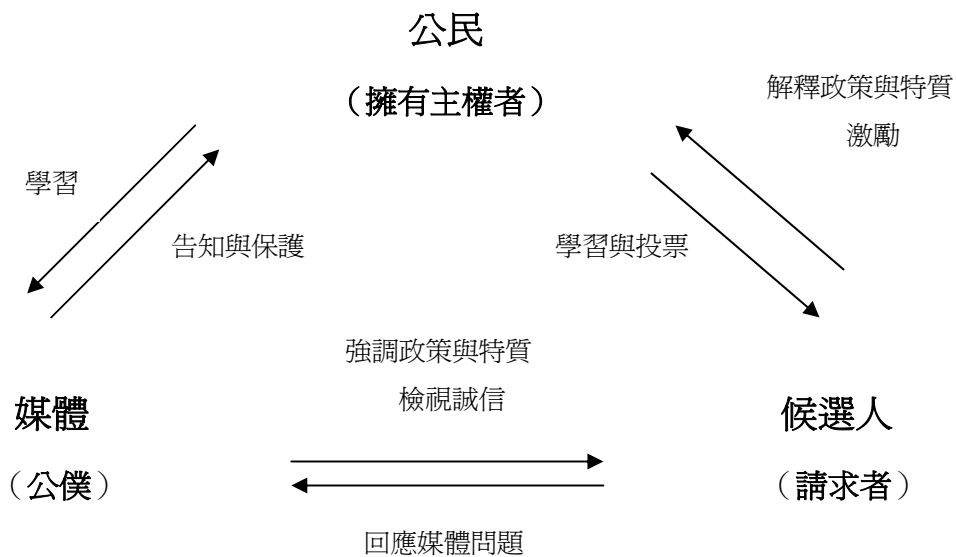 公民
（擁有主權者）
解釋政策與特質
激勵
學習
告知與保護
學習與投票
強調政策與特質
檢視誠信
媒體
（公僕）
候選人
（請求者）
回應媒體問題